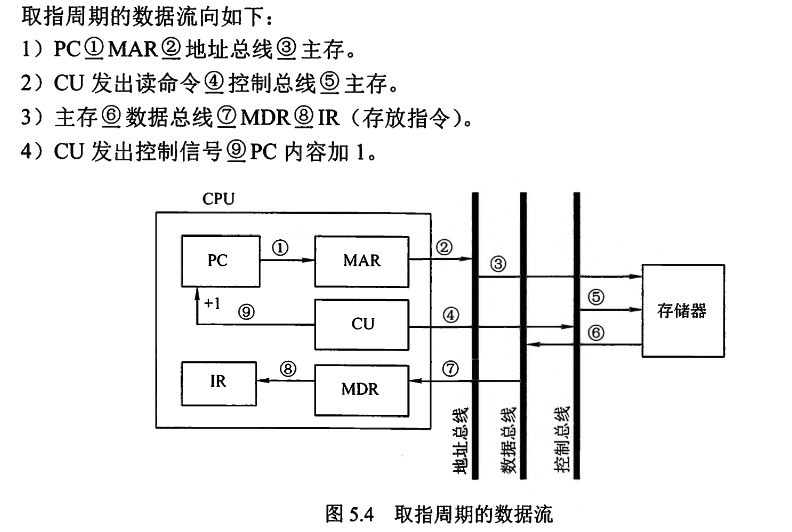 取指周期的数据流向如下：
1）PC①MAR②地址总线③主存。
2）CU 发出读命令④控制总线⑤主存。
3）主存⑥数据总线⑦MDR⑧IR（存放指令）。
4）CU 发出控制信号⑨PC 内容加 1。
CPU
PC
①
MAR
②
③
+1
⑨
CU
④
⑤
⑥
存储器
IR
⑧
MDR
⑦
地址总线
数据总线
控制总线
图 5.4 取指周期的数据流